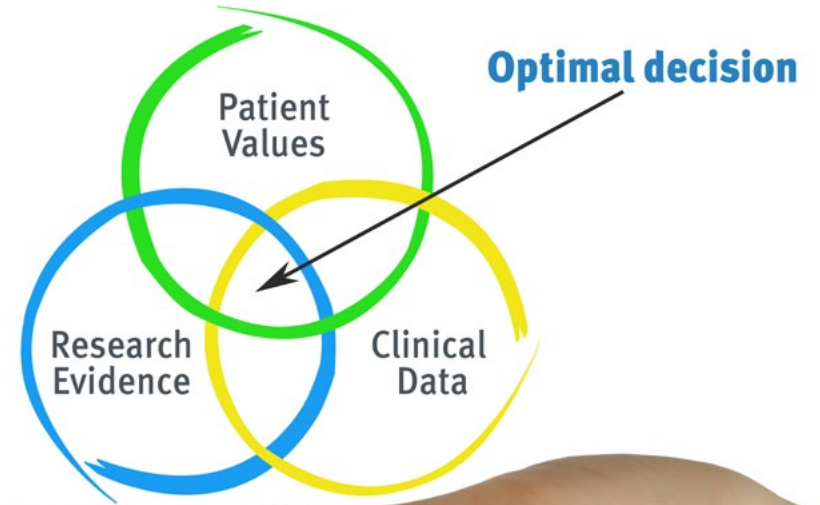 Optimal decision
Patient
Values
Research
Evidence
Clinical
Data